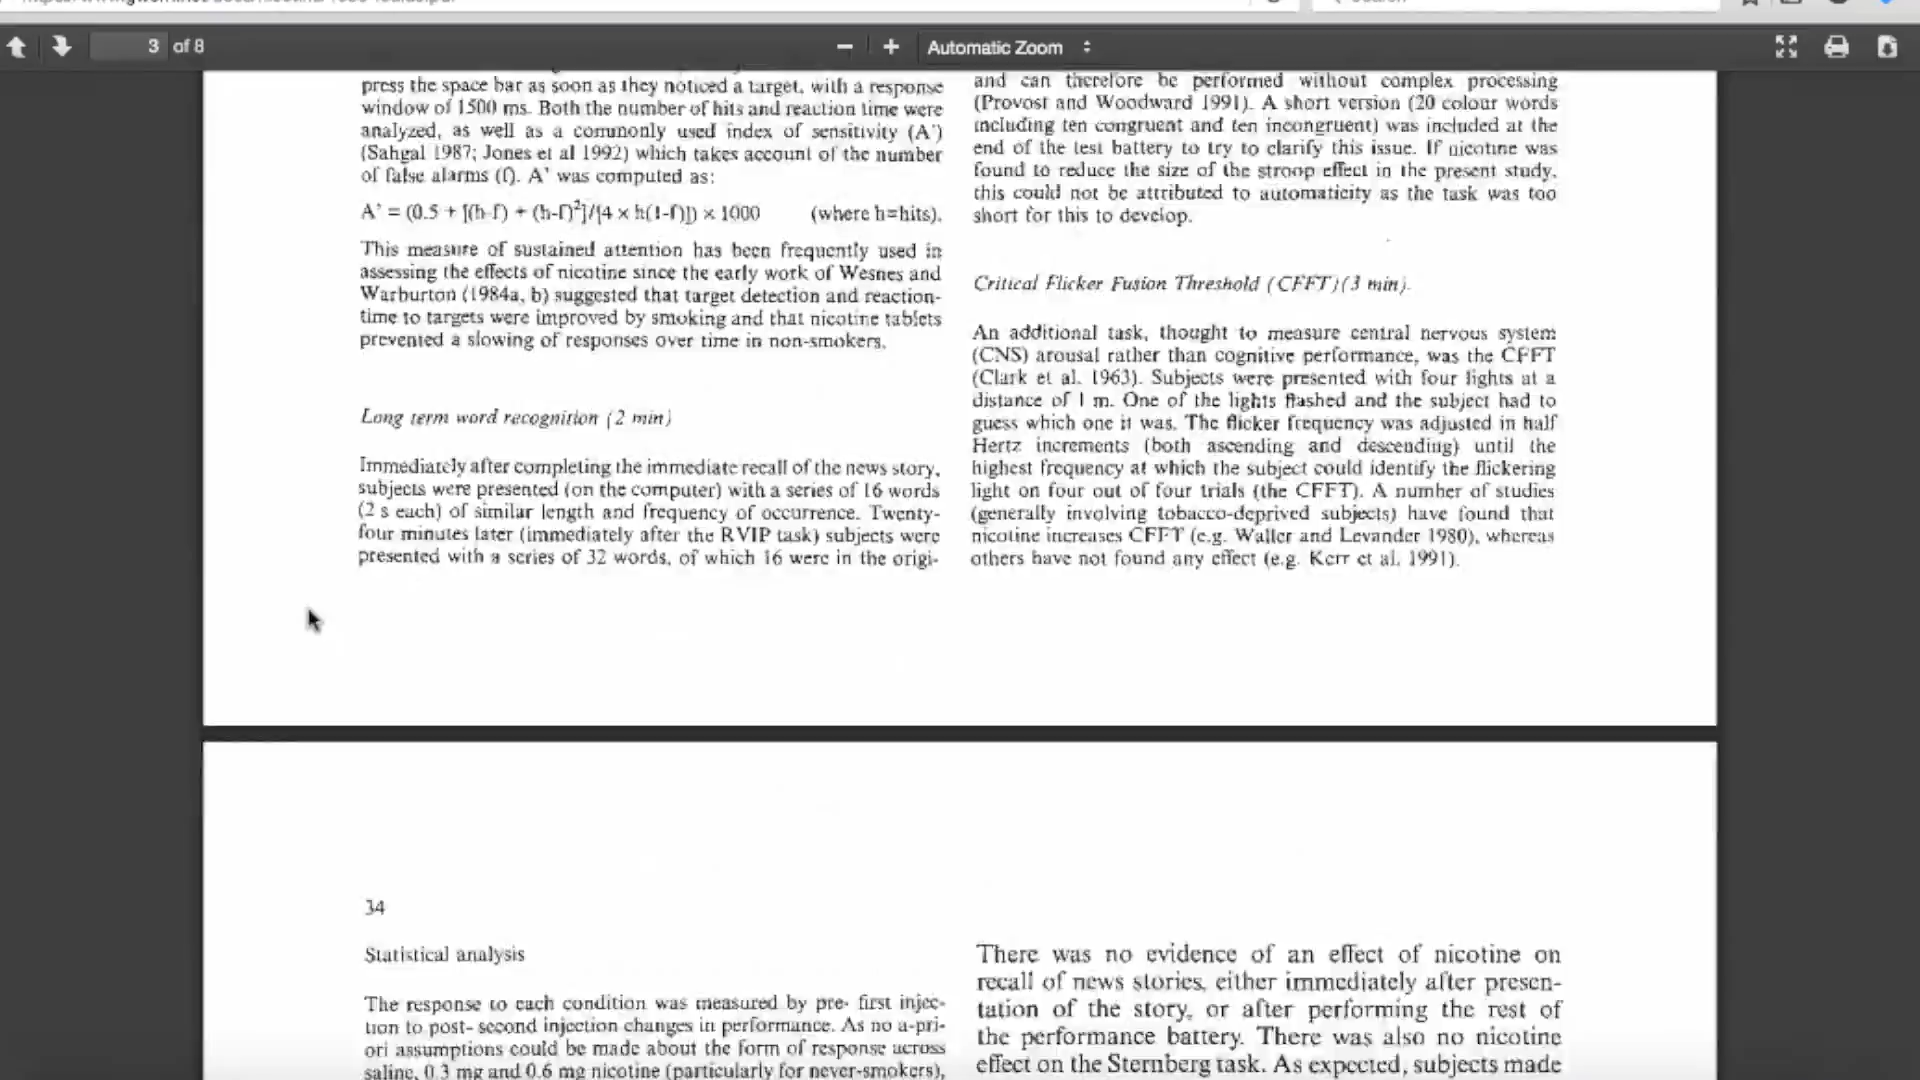 3 of 8
Automatic Zoom
press the space bar as soon as they noticed a target, with a response
window of 1500 ms. Both the number of hits and reaction time were
analyzed, as well as a commonly used index of sensitivity (A')
(Sahgal 1987; Jones et al 1992) which takes account of the number
of false alarms (f). A' was computed as:
A' = (0.5 + [(h-f) + (h-f)²]/[4 × h(1-f)]) × 1000 (where h=hits).
This measure of sustained attention has been frequently used in
assessing the effects of nicotine since the early work of Wesnes and
Warburton (1984a, b) suggested that target detection and reaction-
time to targets were improved by smoking and that nicotine tablets
prevented a slowing of responses over time in non-smokers.
Long term word recognition (2 min)
Immediately after completing the immediate recall of the news story,
subjects were presented (on the computer) with a series of 16 words
(2 s each) of similar length and frequency of occurrence. Twenty-
four minutes later (immediately after the RVIP task) subjects were
presented with a series of 32 words, of which 16 were in the origi-
and can therefore be performed without complex processing
(Provost and Woodward 1991). A short version (20 colour words
including ten congruent and ten incongruent) was included at the
end of the test battery to try to clarify this issue. If nicotine was
found to reduce the size of the stroop effect in the present study,
this could not be attributed to automaticity as the task was too
short for this to develop.
Critical Flicker Fusion Threshold (CFFT)(3 min).
An additional task, thought to measure central nervous system
(CNS) arousal rather than cognitive performance, was the CFFT
(Clark et al. 1963). Subjects were presented with four lights at a
distance of 1 m. One of the lights flashed and the subject had to
guess which one it was. The flicker frequency was adjusted in half
Hertz increments (both ascending and descending) until the
highest frequency at which the subject could identify the flickering
light on four out of four trials (the CFFT). A number of studies
(generally involving tobacco-deprived subjects) have found that
nicotine increases CFFT (e.g. Waller and Levander 1980), whereas
others have not found any effect (e.g. Kerr et al. 1991).
34
Statistical analysis
The response to each condition was measured by pre- first injec-
tion to post- second injection changes in performance. As no a-pri-
ori assumptions could be made about the form of response across
saline, 0.3 mg and 0.6 mg nicotine (particularly for never-smokers),
There was no evidence of an effect of nicotine on
recall of news stories, either immediately after presen-
tation of the story, or after performing the rest of
the performance battery. There was also no nicotine
effect on the Sternberg task. As expected, subjects made